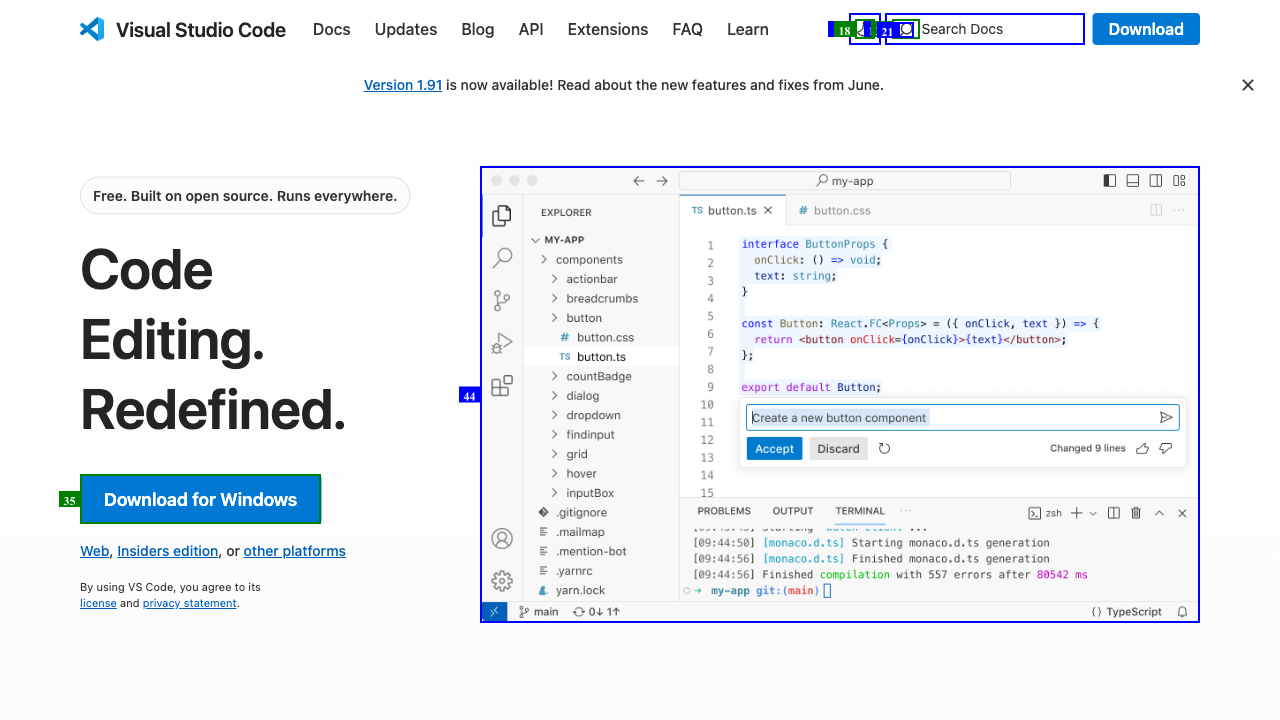 Visual Studio Code Docs Updates Blog API Extensions FAQ Learn 18 21 Search Docs Download
Version 1.91 is now available! Read about the new features and fixes from June.
Free. Built on open source. Runs everywhere.
Code
Editing.
Redefined.
35 Download for Windows
Web, Insiders edition, or other platforms
By using VS Code, you agree to its
license and privacy statement.
44
my-app
EXPLORER
MY-APP
components
actionbar
breadcrumbs
button
# button.css
TS button.ts
countBadge
dialog
dropdown
findinput
grid
hover
inputBox
.gitignore
.mailmap
.mention-bot
.yarnrc
yarn.lock
TS button.ts # button.css
1 interface ButtonProps {
2 onClick: () => void;
3 text: string;
4 }
5
6 const Button: React.FC<Props> = ({ onClick, text }) => {
7 return <button onClick={onClick}>{text}</button>;
8 };
9 export default Button;
10
11
12
13
14
15
Create a new button component
Accept Discard Changed 9 lines
PROBLEMS OUTPUT TERMINAL ··· zsh
[09:44:50] [monaco.d.ts] Starting monaco.d.ts generation
[09:44:56] [monaco.d.ts] Finished monaco.d.ts generation
[09:44:56] Finished compilation with 557 errors after 80542 ms
my-app git:(main)
main 0↓ 1↑ {} TypeScript